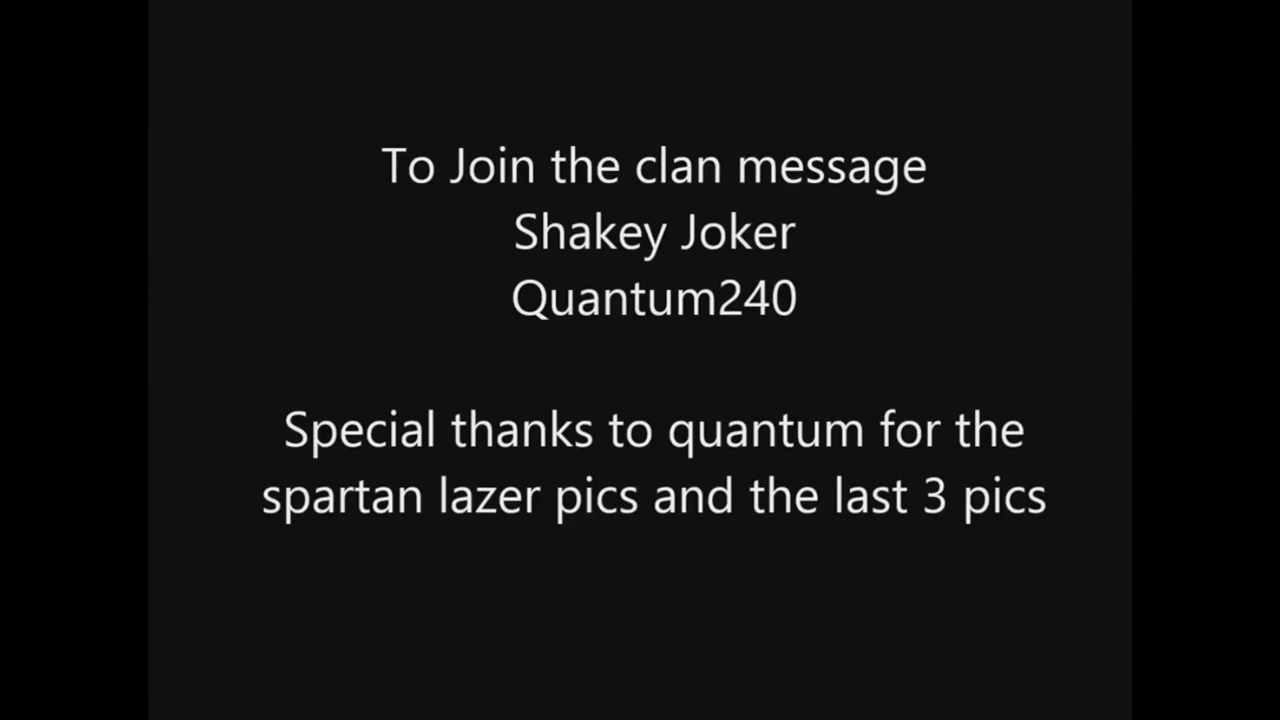 To Join the clan message
Shakey Joker
Quantum240
Special thanks to quantum for the
spartan lazer pics and the last 3 pics